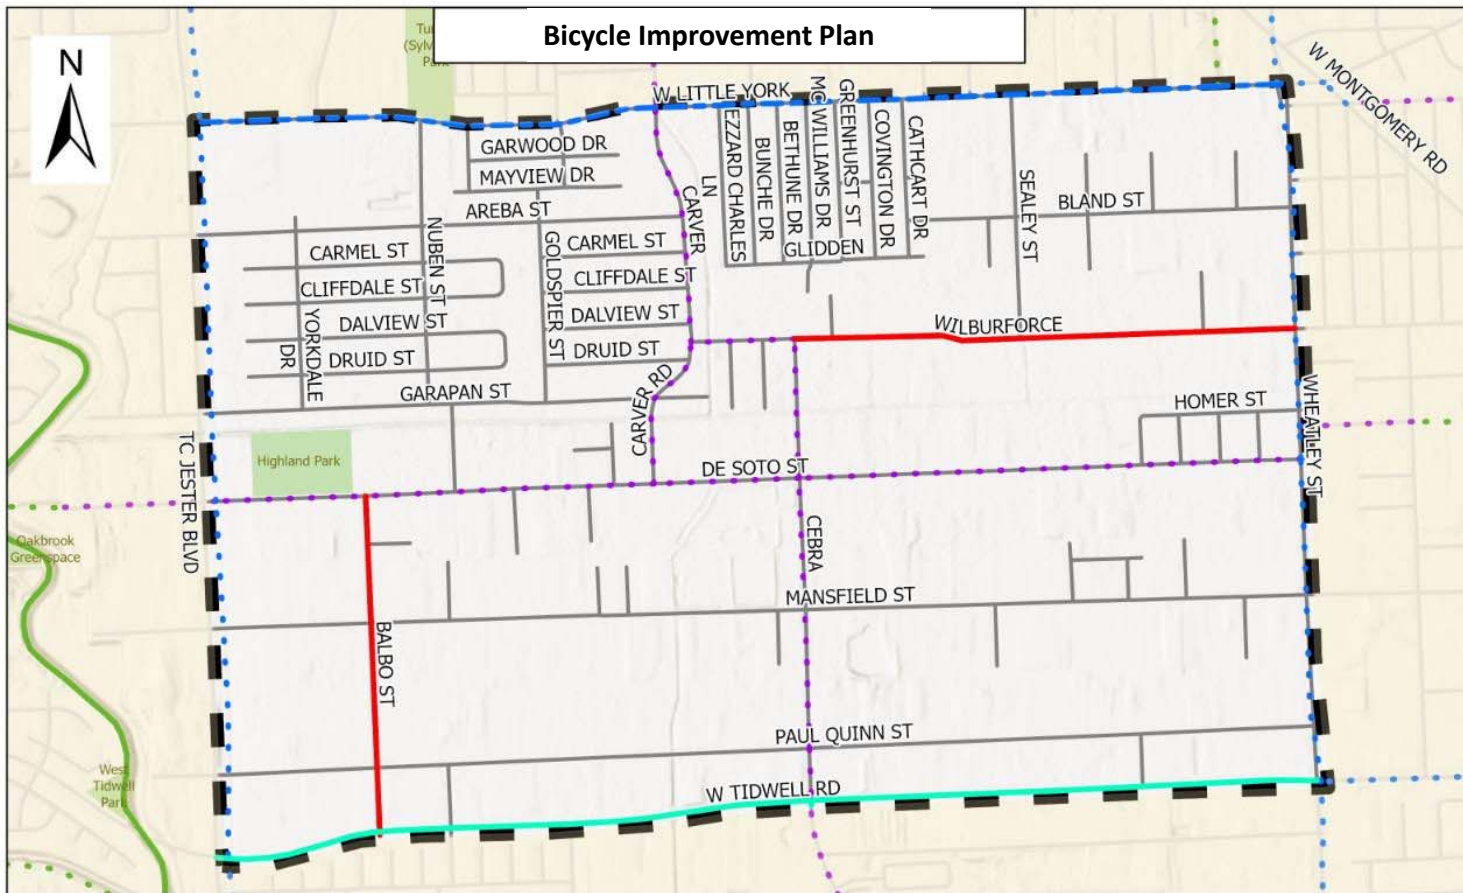 Bicycle Improvement Plan
N
W MONTGOMERY RD
W LITTLE YORK
GARWOOD DR
MAYVIEW DR
AREBA ST
CARMEL ST
CLIFFDALE ST
DALVIEW ST
DRUID ST
GARAPAN ST
YORKDALE
DR
NUBEN ST
GOLDSPIER ST
CARMEL ST
CLIFFDALE ST
DALVIEW ST
DRUID ST
CARVER
CARVER RD
EZZARD CHARLES
LN
BUNCHE DR
BETHUNE DR
MC WILLIAMS DR
GREENHURST ST
COVINGTON DR
CATHCART DR
GLIDDEN
SEALEY ST
BLAND ST
WILBURFORCE
HOMER ST
WHEATLEY ST
TC JESTER BLVD
Highland Park
DE SOTO ST
CEBRA
Oakbrook
Greenspace
MANSFIELD ST
BALBO ST
PAUL QUINN ST
W TIDWELL RD
West
Tidwell
Park